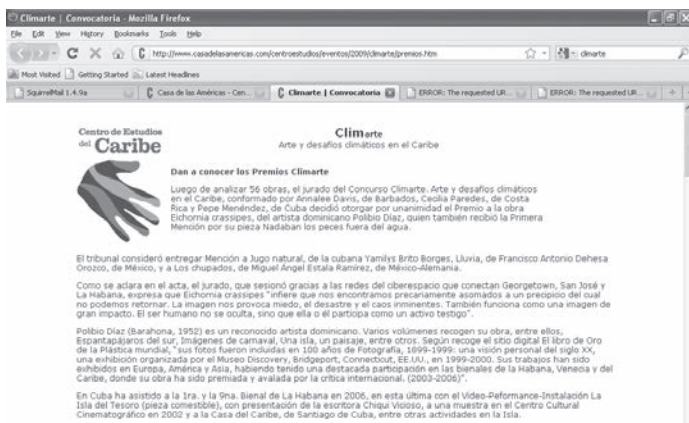 Climarte | Convocatoria - Mozilla Firefox
File Edit View History Bookmarks Tools Help
http://www.casadelasamericas.com/centroestudios/eventos/2009/climarte/premios.htm
climarte
Most Visited Getting Started Latest Headlines
SquirrelMail 1.4.9a
Casa de las Américas - Cen...
Climarte | Convocatoria
ERROR: The requested UR...
ERROR: The requested UR...
Centro de Estudios
del Caribe
Climarte
Arte y desafíos climáticos en el Caribe
Dan a conocer los Premios Climarte
Luego de analizar 56 obras, el jurado del Concurso Climarte. Arte y desafíos climáticos
en el Caribe, conformado por Annalee Davis, de Barbados, Cecilia Paredes, de Costa
Rica y Pepe Menéndez, de Cuba decidió otorgar por unanimidad el Premio a la obra
Eichornia crassipes, del artista dominicano Polibio Díaz, quien también recibió la Primera
Mención por su pieza Nadaban los peces fuera del agua.
El tribunal consideró entregar Mención a Jugo natural, de la cubana Yamilys Brito Borges, Lluvia, de Francisco Antonio Dehesa
Orozco, de México, y a Los chupados, de Miguel Angel Estala Ramírez, de México-Alemania.
Como se aclara en el acta, el jurado, que sesionó gracias a las redes del ciberespacio que conectan Georgetown, San José y
La Habana, expresa que Eichornia crassipes "infiere que nos encontramos precariamente asomados a un precipicio del cual
no podemos retornar. La imagen nos provoca miedo, el desastre y el caos inminentes. También funciona como una imagen de
gran impacto. El ser humano no se oculta, sino que ella o él participa como un activo testigo".
Polibio Díaz (Barahona, 1952) es un reconocido artista dominicano. Varios volúmenes recogen su obra, entre ellos,
Espantapájaros del sur, Imágenes de carnaval, Una isla, un paisaje, entre otros. Según recoge el sitio digital El libro de Oro
de la Plástica mundial, "sus fotos fueron incluidas en 100 años de Fotografía, 1899-1999: una visión personal del siglo XX,
una exhibición organizada por el Museo Discovery, Bridgeport, Connecticut, EE.UU., en 1999-2000. Sus trabajos han sido
exhibidos en Europa, América y Asia, habiendo tenido una destacada participación en las bienales de la Habana, Venecia y del
Caribe, donde su obra ha sido premiada y avalada por la crítica internacional. (2003-2006)".
En Cuba ha asistido a la 1ra. y la 9na. Bienal de La Habana en 2006, en esta última con el Video-Peformance-Instalación La
Isla del Tesoro (pieza comestible), con presentación de la escritora Chiqui Vicioso, a una muestra en el Centro Cultural
Cinematográfico en 2002 y a la Casa del Caribe, de Santiago de Cuba, entre otras actividades en la Isla.